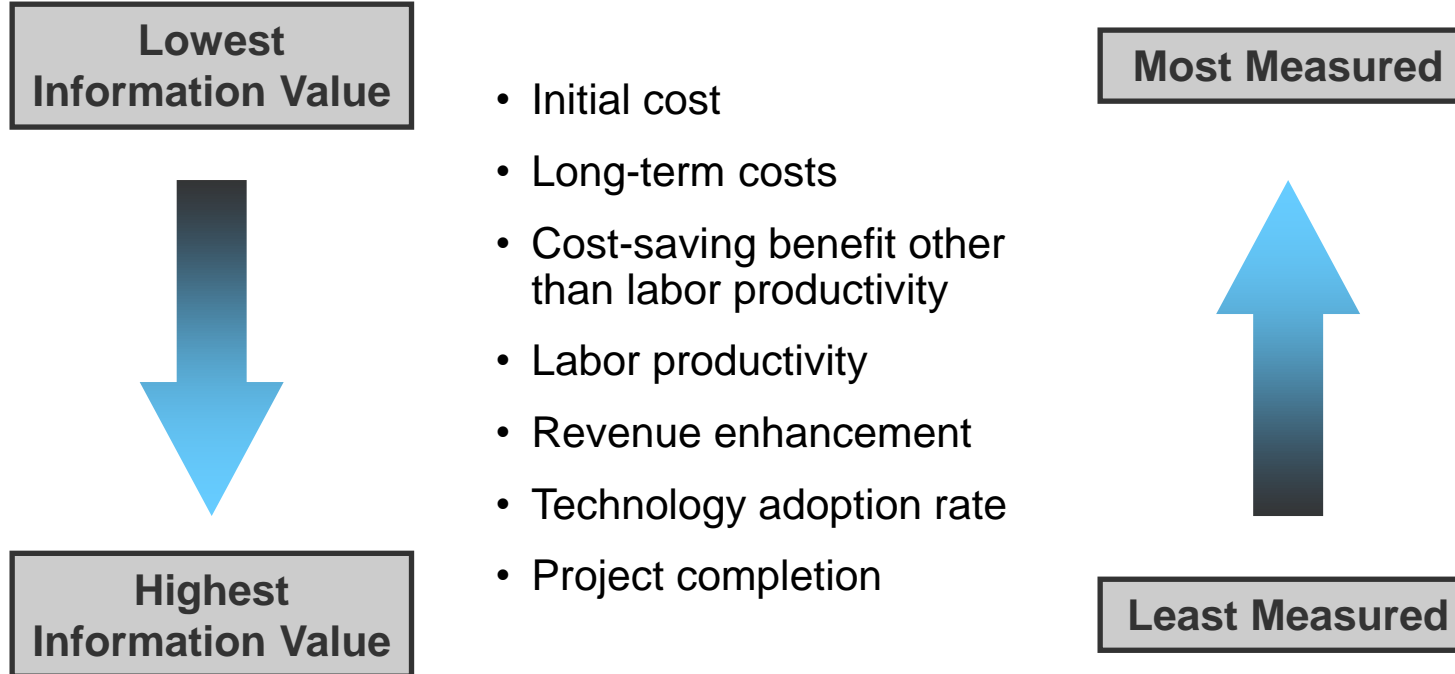 Lowest
Information Value
• Initial cost
• Long-term costs
• Cost-saving benefit other
than labor productivity
• Labor productivity
• Revenue enhancement
• Technology adoption rate
• Project completion
Highest
Information Value
Most Measured
Least Measured